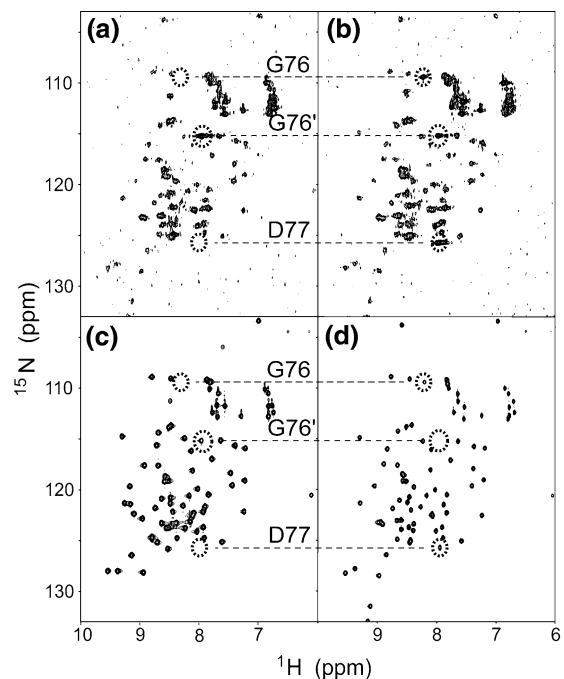 (a) (b)
G76
110
G76'
120
D77
130
(c) (d)
G76
110
G76'
120
D77
130
¹⁵N (ppm)
10 9 8 7 9 8 7 6
¹H (ppm)